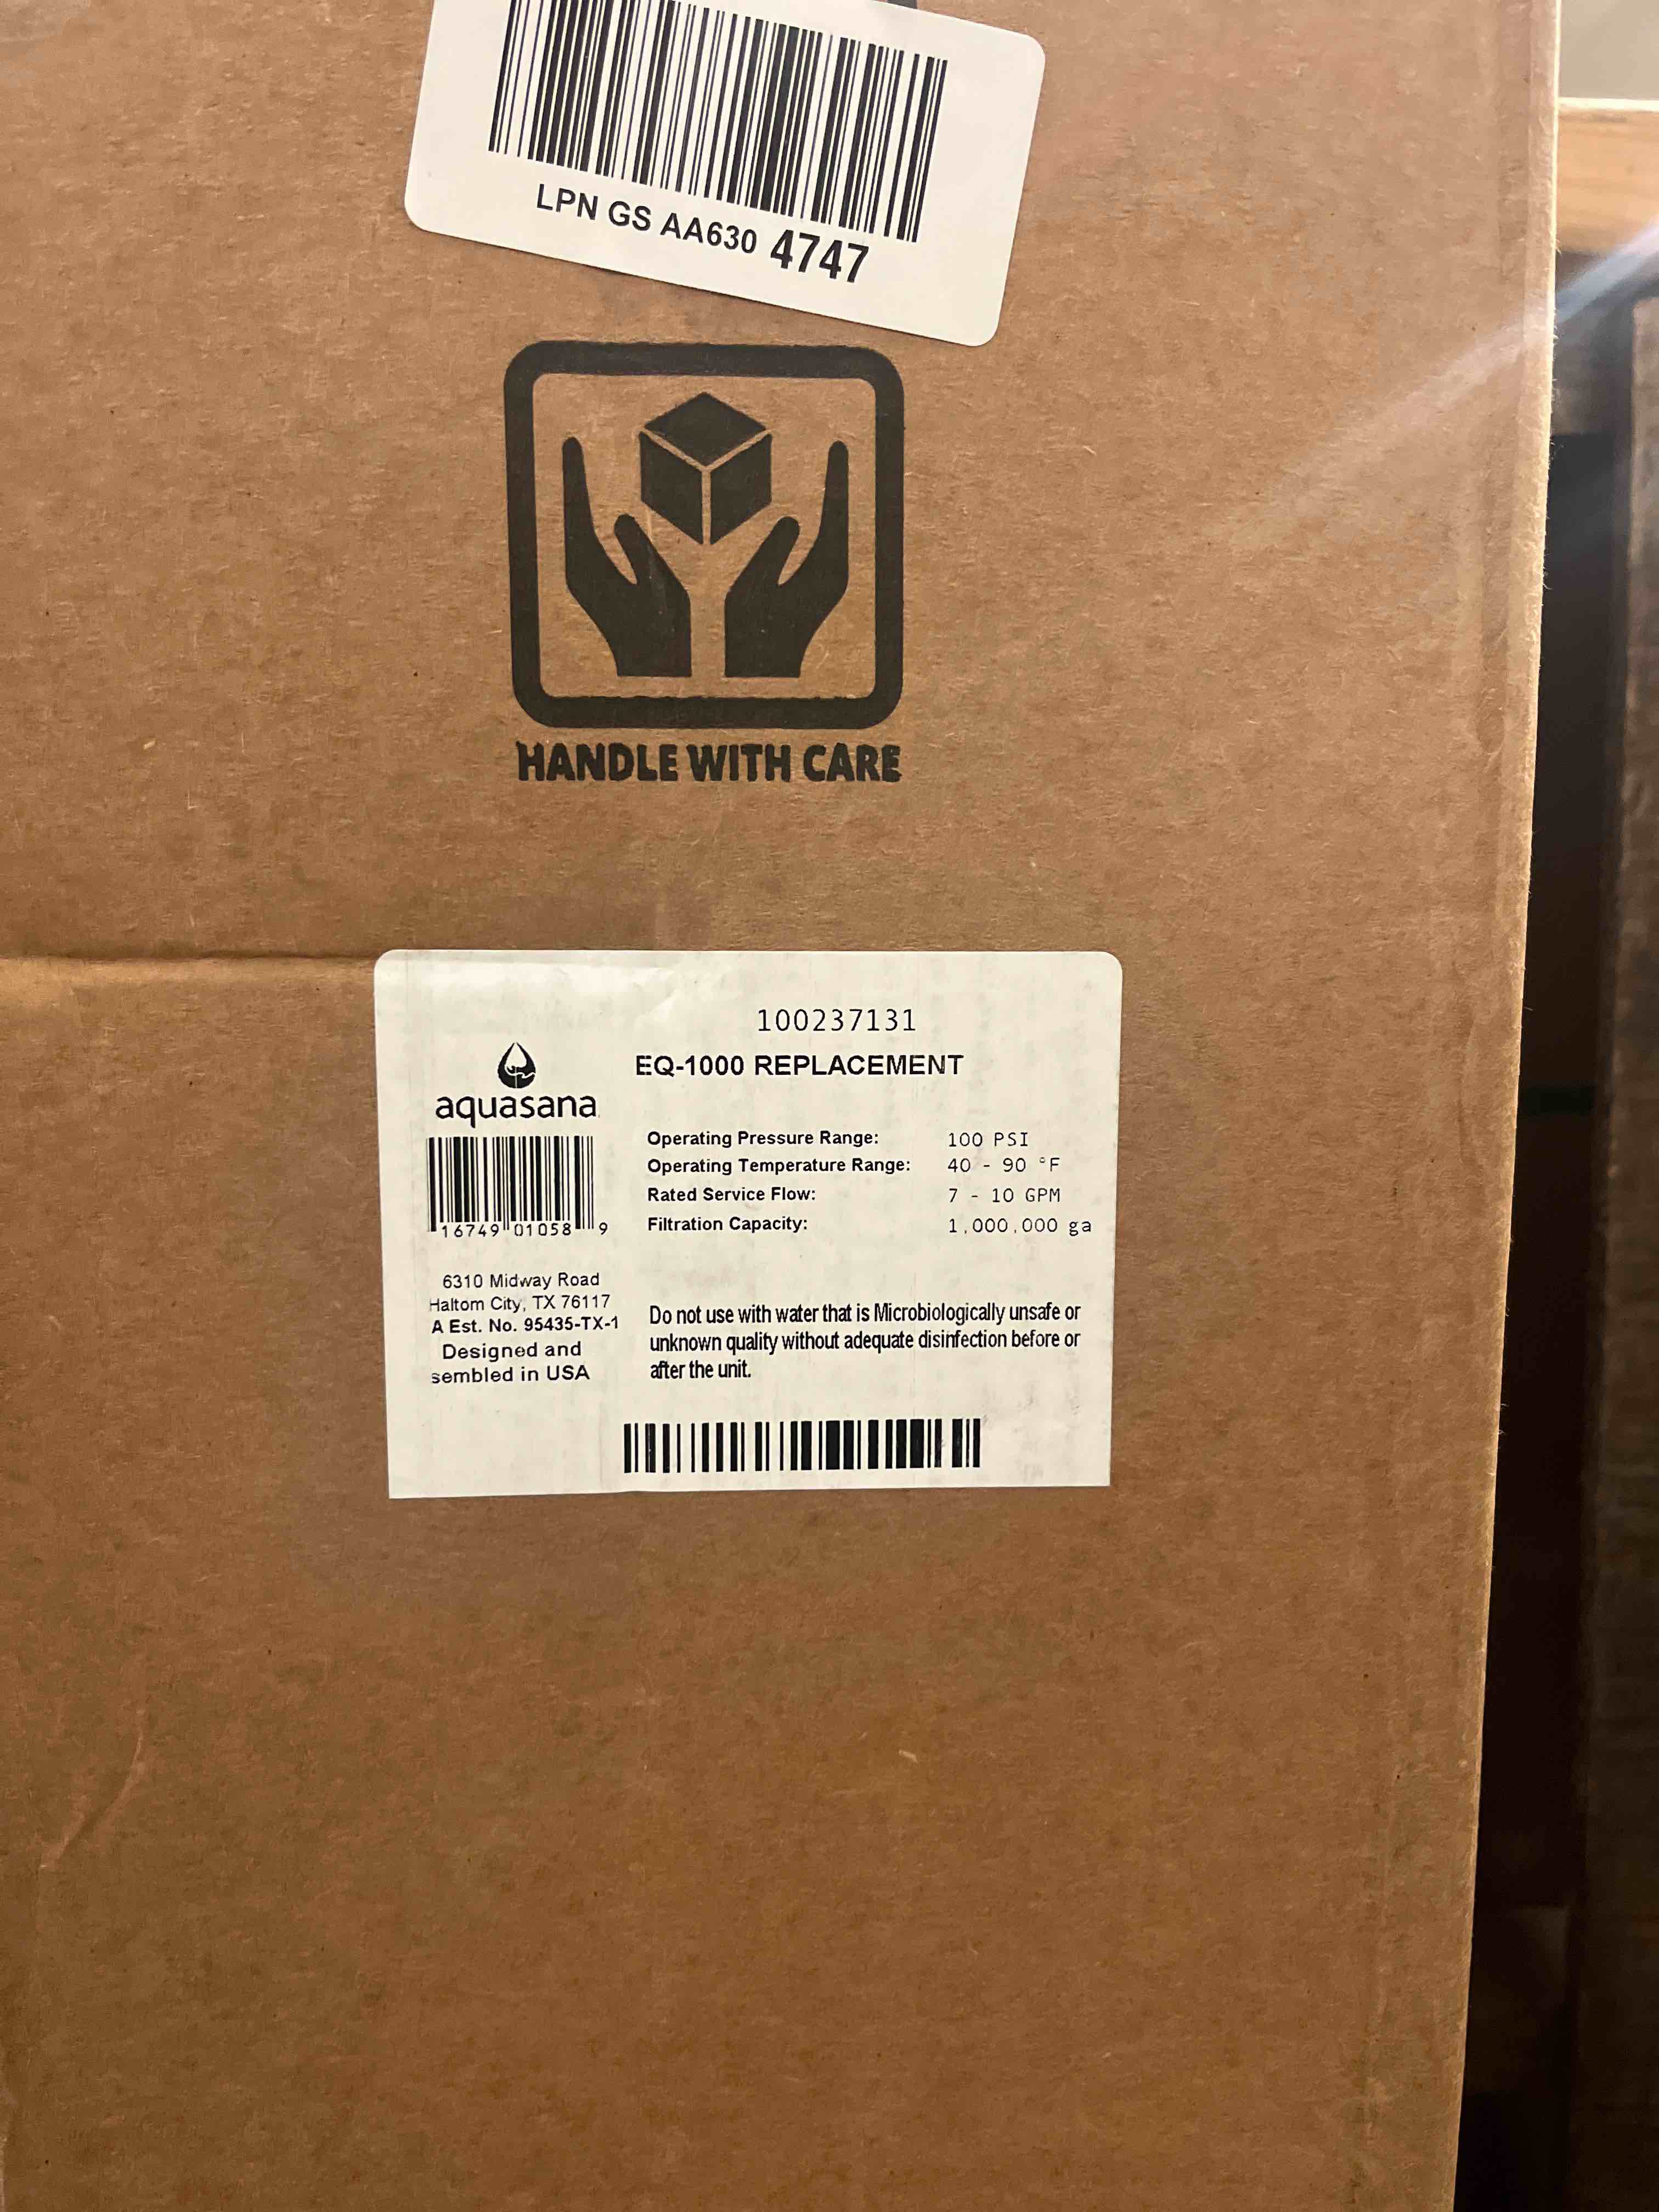 LPN GS AA630 4747
HANDLE WITH CARE
100237131
EQ-1000 REPLACEMENT
aquasana
Operating Pressure Range: 100 PSI
Operating Temperature Range: 40 - 90 °F
Rated Service Flow: 7 - 10 GPM
Filtration Capacity: 1,000,000 ga
16749 01058 9
6310 Midway Road
Haltom City, TX 76117
A Est. No. 95435-TX-1
Designed and
sembled in USA
Do not use with water that is Microbiologically unsafe or
unknown quality without adequate disinfection before or
after the unit.